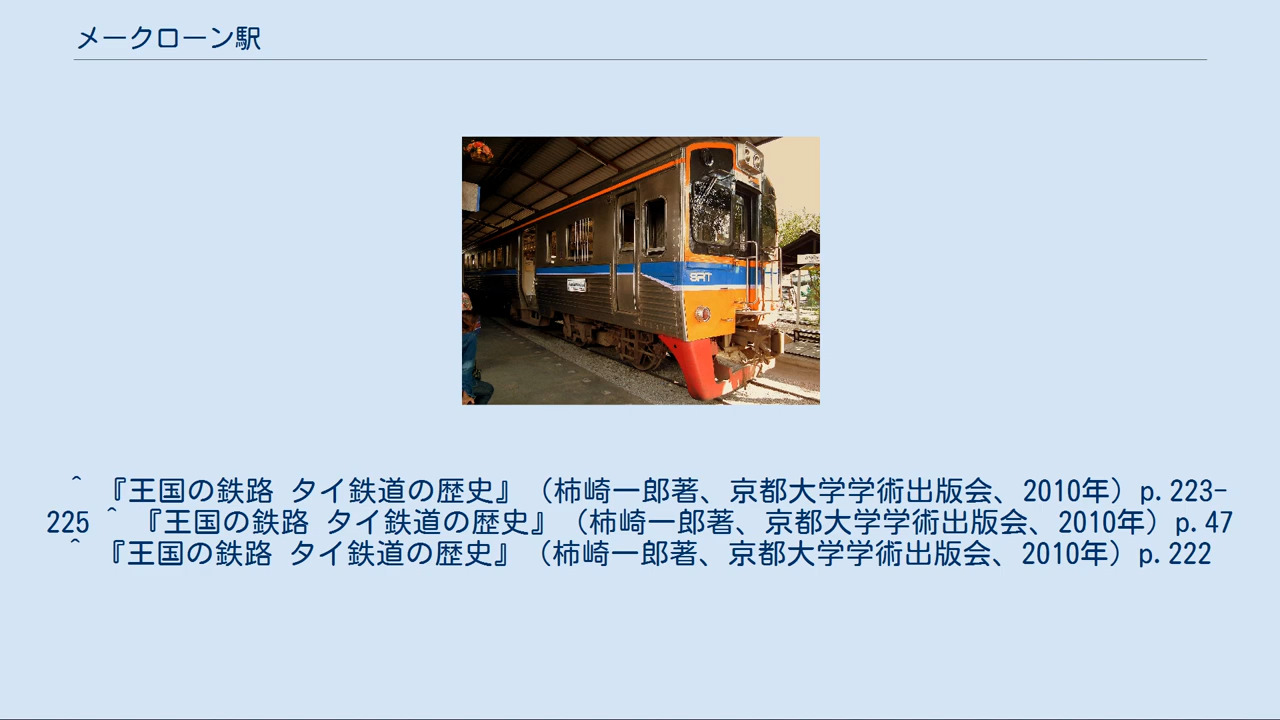 メークローン駅
SRT
^ 『王国の鉄路 タイ鉄道の歴史』（柿崎一郎著、京都大学学術出版会、2010年）p.223-
225 ^ 『王国の鉄路 タイ鉄道の歴史』（柿崎一郎著、京都大学学術出版会、2010年）p.47
^ 『王国の鉄路 タイ鉄道の歴史』（柿崎一郎著、京都大学学術出版会、2010年）p.222